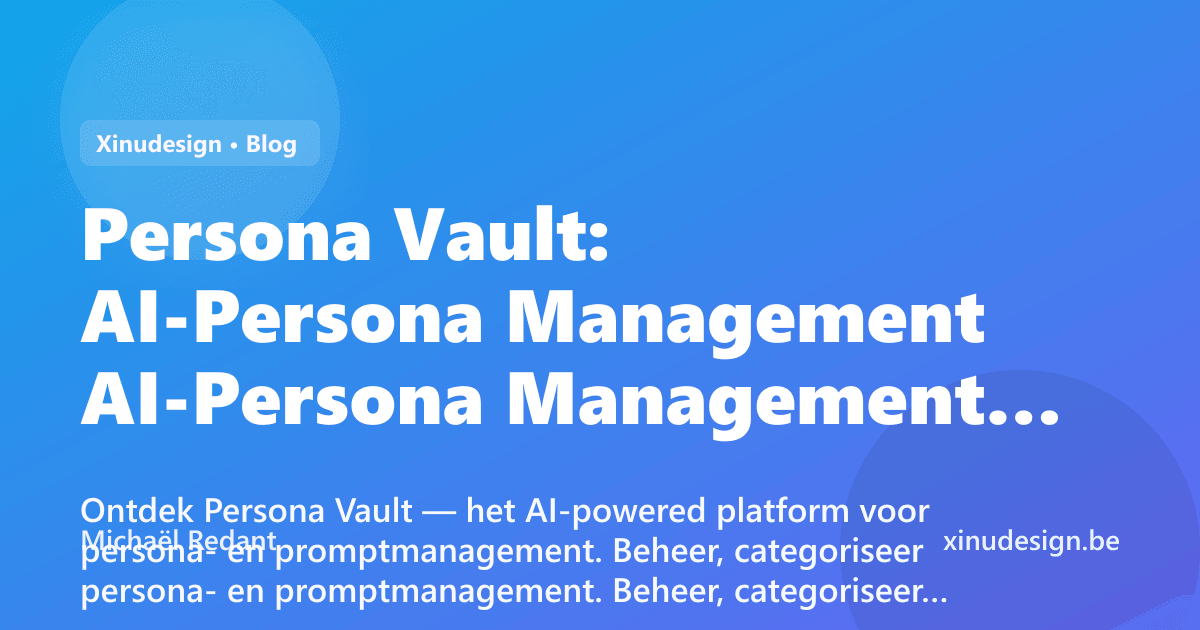 Xinudesign • Blog
Persona Vault:
AI-Persona Management
AI-Persona Management...
Ontdek Persona Vault — het AI-powered platform voor
Michaël Redant
persona- en promptmanagement. Beheer, categoriseer
xinudesign.be
persona- en promptmanagement. Beheer, categoriseer...